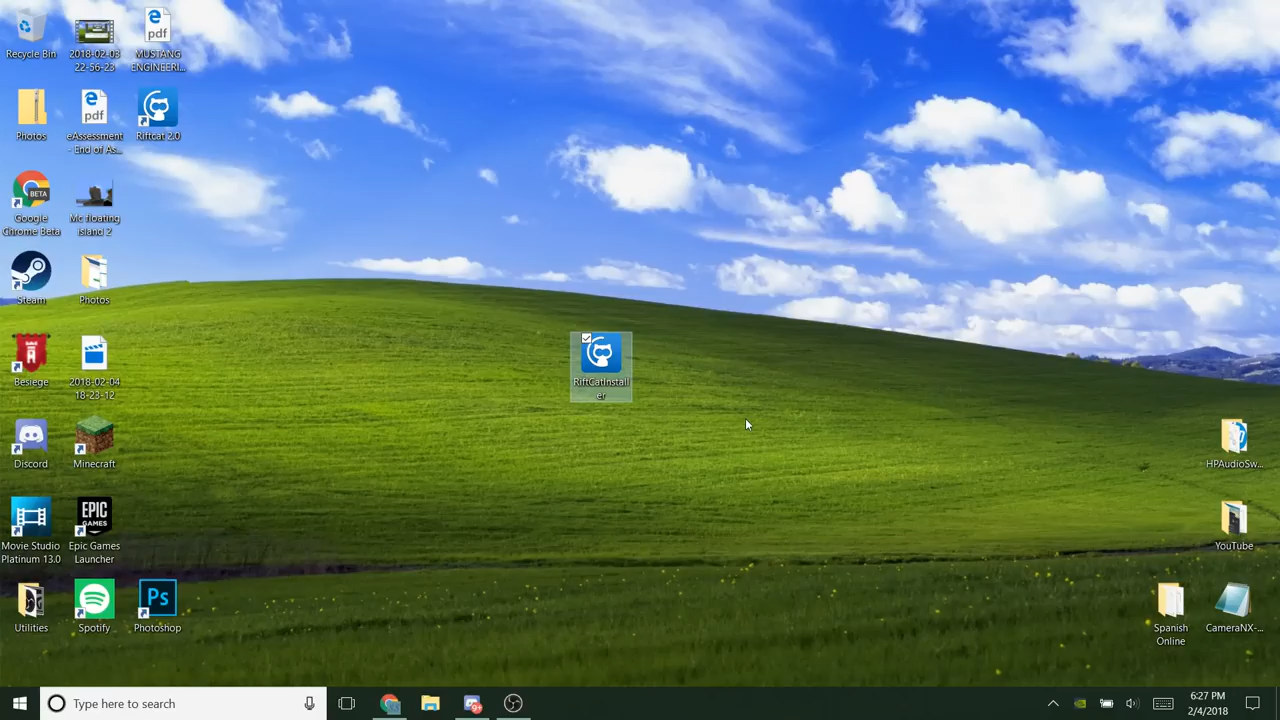 Recycle Bin
2018-02-03
22-56-23
pdf
MUSTANG
ENGINEERI...
Photos
pdf
eAssessment
- End of As...
Riftcat 2.0
BETA
Google
Chrome Beta
Mc floating
island 2
Steam
Photos
Besiege
2018-02-04
18-23-12
RiftCatInstall
er
Discord
Minecraft
HPAudioSw...
Movie Studio
Platinum 13.0
EPIC
GAMES
Epic Games
Launcher
YouTube
Utilities
Spotify
Ps
Photoshop
Spanish
Online
CameraNX-...
Type here to search
6:27 PM
2/4/2018